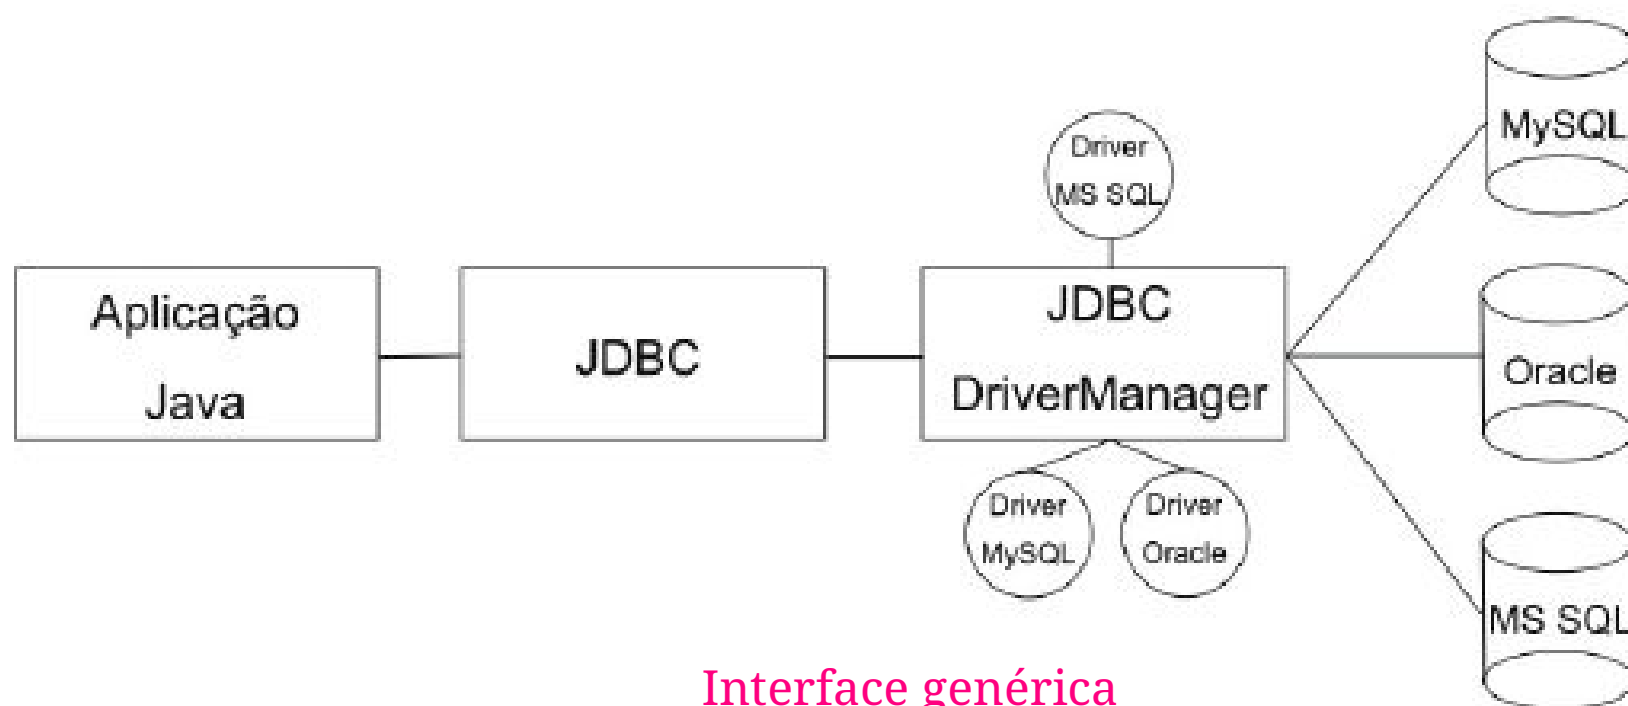 Aplicação
Java
JDBC
Driver
MS SQL
JDBC
DriverManager
Driver
MySQL
Driver
Oracle
MySQL
Oracle
MS SQL
Interface genérica